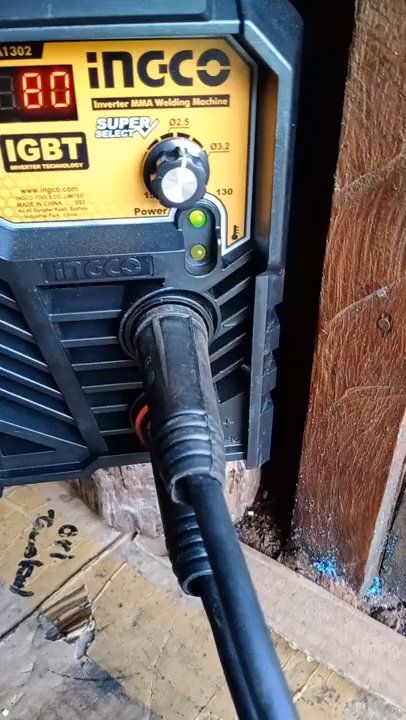 A1302
80
INGCO
Inverter MMA Welding Machine
SUPER
SELECT
Ø2.5
Ø3.2
IGBT
INVERTER TECHNOLOGY
130
www.ingco.com
INGCO TOOLS CO.,LIMITED
MADE IN CHINA
Power
INGCO